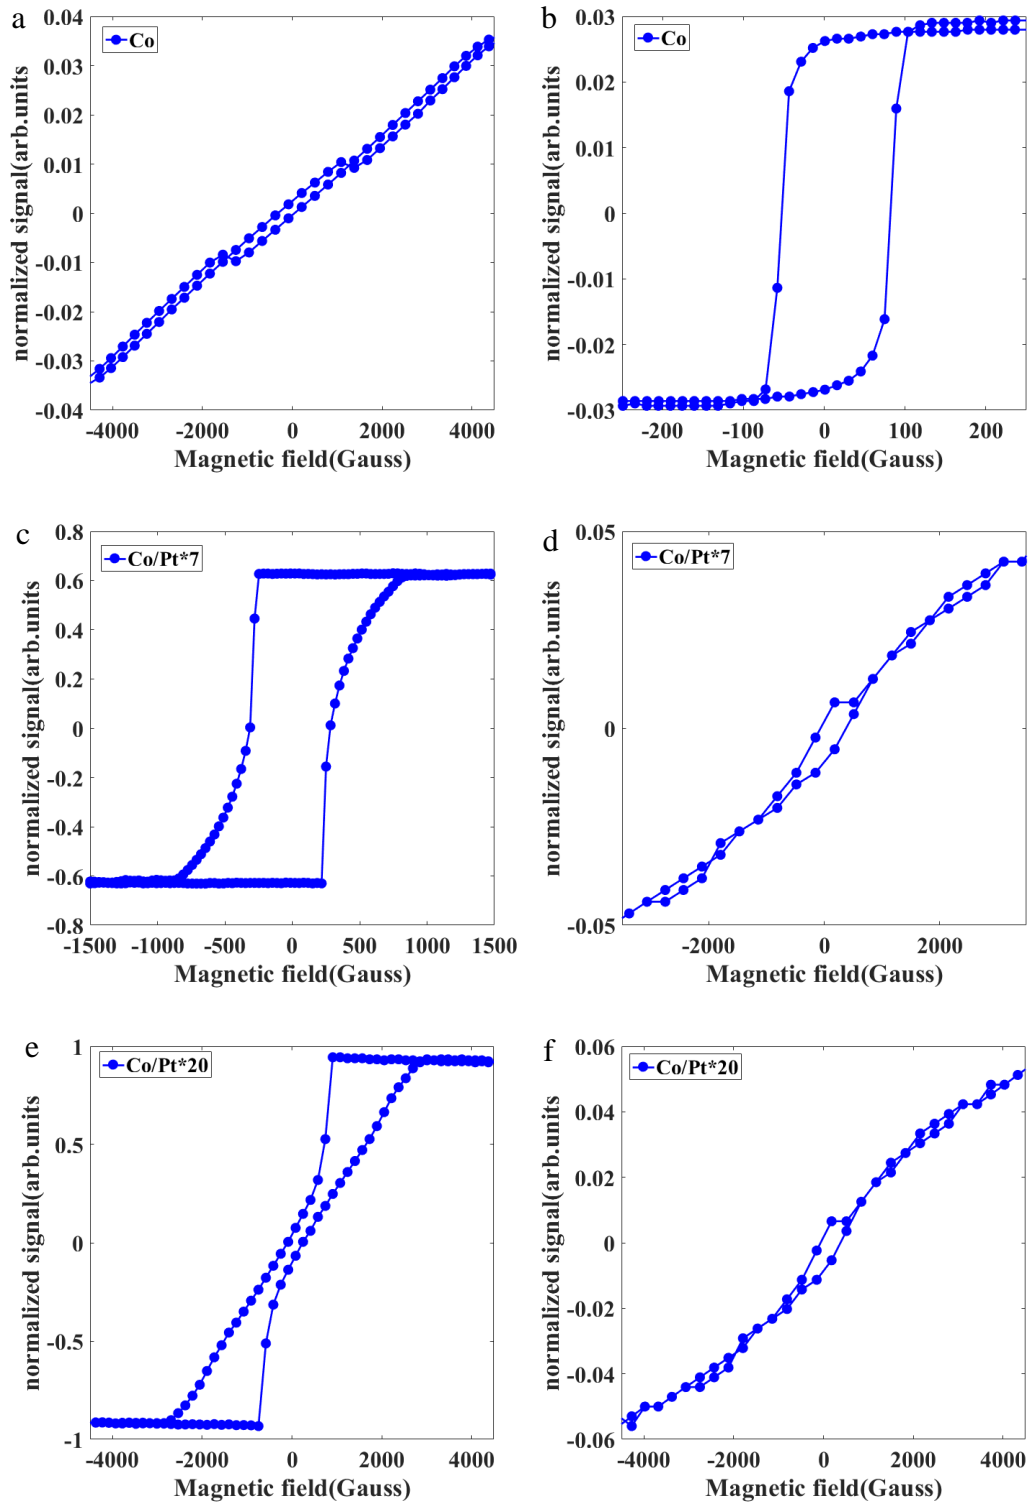 a
0.04
0.03
0.02
0.01
0
-0.01
-0.02
-0.03
-0.04
normalized signal(arb.units)
Co
-4000 -2000 0 2000 4000
Magnetic field(Gauss)
b
0.03
0.02
0.01
0
-0.01
-0.02
-0.03
normalized signal(arb.units)
Co
-200 -100 0 100 200
Magnetic field(Gauss)
c
0.8
0.6
0.4
0.2
0
-0.2
-0.4
-0.6
-0.8
normalized signal(arb.units)
Co/Pt*7
-1500 -1000 -500 0 500 1000 1500
Magnetic field(Gauss)
d
0.05
0
-0.05
normalized signal(arb.units)
Co/Pt*7
-2000 0 2000
Magnetic field(Gauss)
e
1
0.5
0
-0.5
-1
normalized signal(arb.units)
Co/Pt*20
-4000 -2000 0 2000 4000
Magnetic field(Gauss)
f
0.06
0.04
0.02
0
-0.02
-0.04
-0.06
normalized signal(arb.units)
Co/Pt*20
-4000 -2000 0 2000 4000
Magnetic field(Gauss)